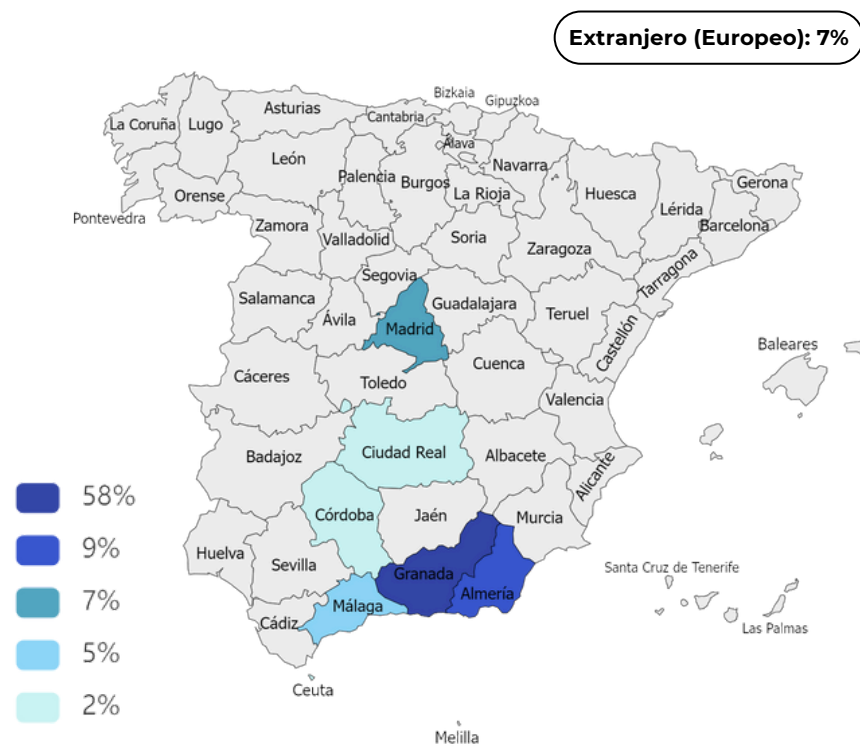 Extranjero (Europeo): 7%
Bizkaia
Gipuzkoa
Asturias
Cantabria
La Coruña
Lugo
Álava
León
Navarra
Palencia
Burgos
La Rioja
Huesca
Gerona
Orense
Lérida
Pontevedra
Zamora
Barcelona
Valladolid
Soria
Zaragoza
Segovia
Tarragona
Salamanca
Guadalajara
Ávila
Madrid
Teruel
Castellón
Baleares
Cuenca
Cáceres
Toledo
Valencia
Ciudad Real
Badajoz
Albacete
Alicante
58%
Córdoba
Jaén
Murcia
9%
Huelva
Sevilla
Granada
Santa Cruz de Tenerife
Almería
7%
Málaga
Cádiz
Las Palmas
5%
Ceuta
2%
Melilla